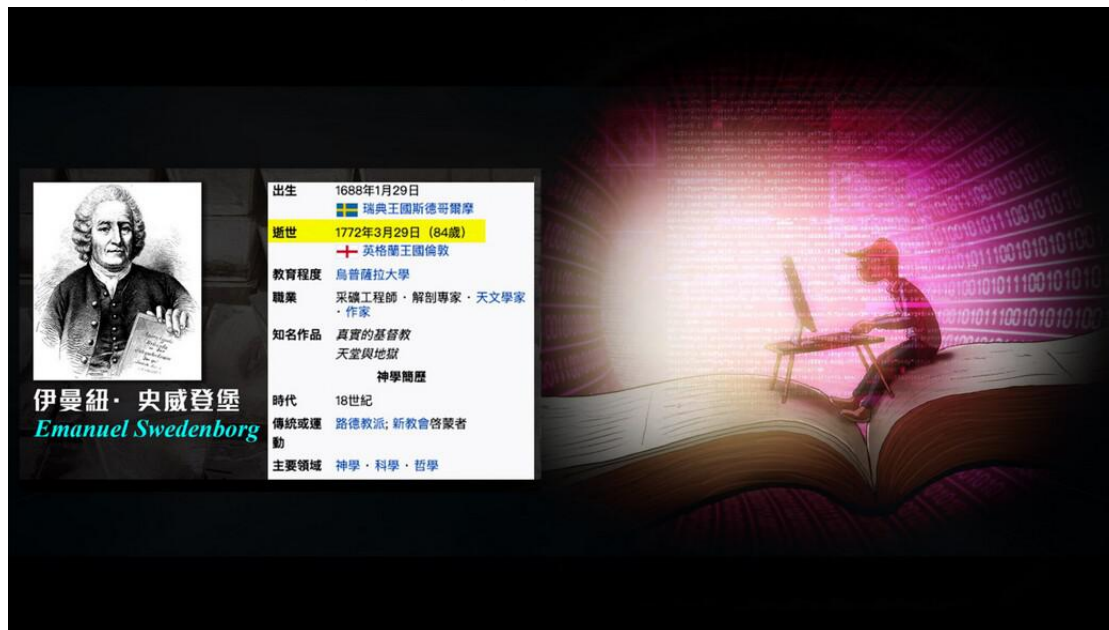 出生 1688年1月29日
瑞典王國斯德哥爾摩
逝世 1772年3月29日（84歲）
英格蘭王國倫敦
教育程度 烏普薩拉大學
職業 采礦工程師 · 解剖專家 · 天文學家
· 作家
知名作品 真實的基督教
天堂與地獄
神學簡歷
時代 18世紀
傳統或運 路德教派; 新教會啓蒙者
動
主要領域 神學 · 科學 · 哲學
伊曼紐· 史威登堡
Emanuel Swedenborg